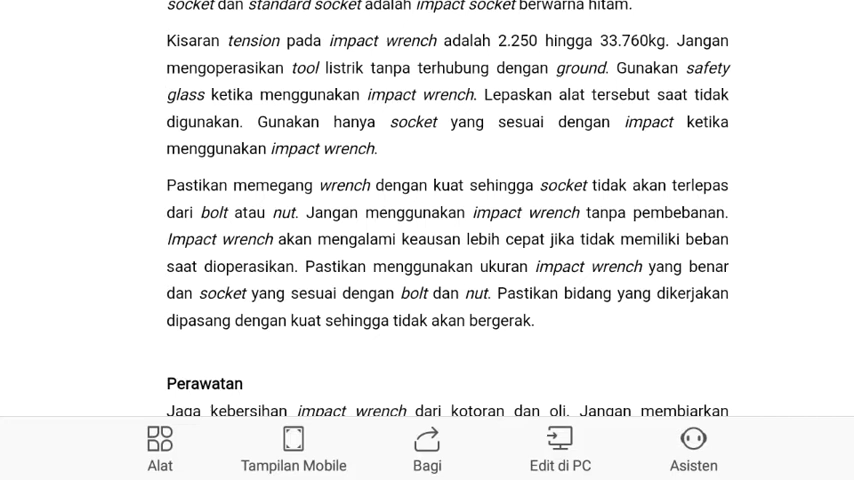 socket dan standard socket adalah impact socket berwarna hitam.
Kisaran tension pada impact wrench adalah 2.250 hingga 33.760kg. Jangan
mengoperasikan tool listrik tanpa terhubung dengan ground. Gunakan safety
glass ketika menggunakan impact wrench. Lepaskan alat tersebut saat tidak
digunakan. Gunakan hanya socket yang sesuai dengan impact ketika
menggunakan impact wrench.
Pastikan memegang wrench dengan kuat sehingga socket tidak akan terlepas
dari bolt atau nut. Jangan menggunakan impact wrench tanpa pembebanan.
Impact wrench akan mengalami keausan lebih cepat jika tidak memiliki beban
saat dioperasikan. Pastikan menggunakan ukuran impact wrench yang benar
dan socket yang sesuai dengan bolt dan nut. Pastikan bidang yang dikerjakan
dipasang dengan kuat sehingga tidak akan bergerak.
Perawatan
Jaga kebersihan impact wrench dari kotoran dan oli. Jangan membiarkan
Alat
Tampilan Mobile
Bagi
Edit di PC
Asisten